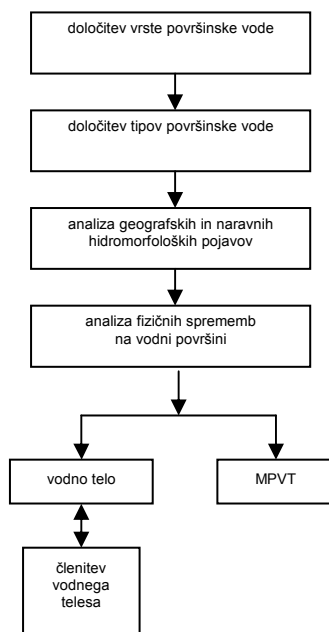 določitev vrste površinske vode
določitev tipov površinske vode
analiza geografskih in naravnih
hidromorfoloških pojavov
analiza fizičnih sprememb
na vodni površini
vodno telo
MPVT
členitev
vodnega
telesa